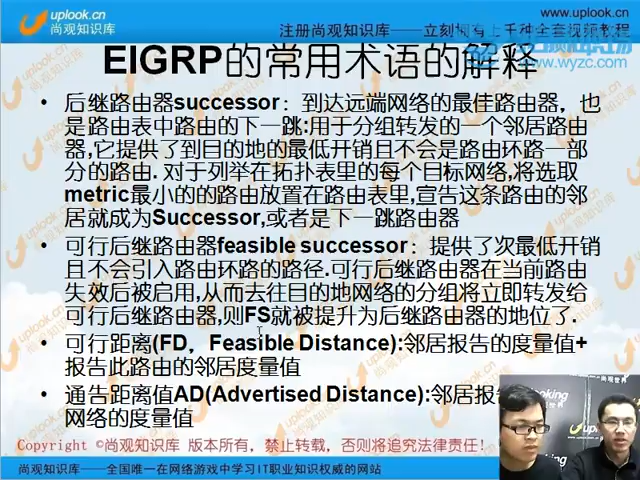 uplook.cn
尚观知识库
www.uplook.cn
注册尚观知识库——立刻拥有上千种全套视频教程
www.wyzc.com
EIGRP的常用术语的解释
• 后继路由器successor：到达远端网络的最佳路由器，也
是路由表中路由的下一跳:用于分组转发的一个邻居路由
器,它提供了到目的地的最低开销且不会是路由环路一部
分的路由. 对于列举在拓扑表里的每个目标网络,将选取
metric最小的的路由放置在路由表里,宣告这条路由的邻
居就成为Successor,或者是下一跳路由器
• 可行后继路由器feasible successor：提供了次最低开销
且不会引入路由环路的路径.可行后继路由器在当前路由
失效后被启用,从而去往目的地网络的分组将立即转发给
可行后继路由器,则FS就被提升为后继路由器的地位了.
• 可行距离(FD，Feasible Distance):邻居报告的度量值+
报告此路由的邻居度量值
• 通告距离值AD(Advertised Distance):邻居报
网络的度量值
Copyright ©尚观知识库 版本所有，禁止转载，否则将追究法律责任！
尚观知识库——全国唯一在网络游戏中学习IT职业知识权威的网站